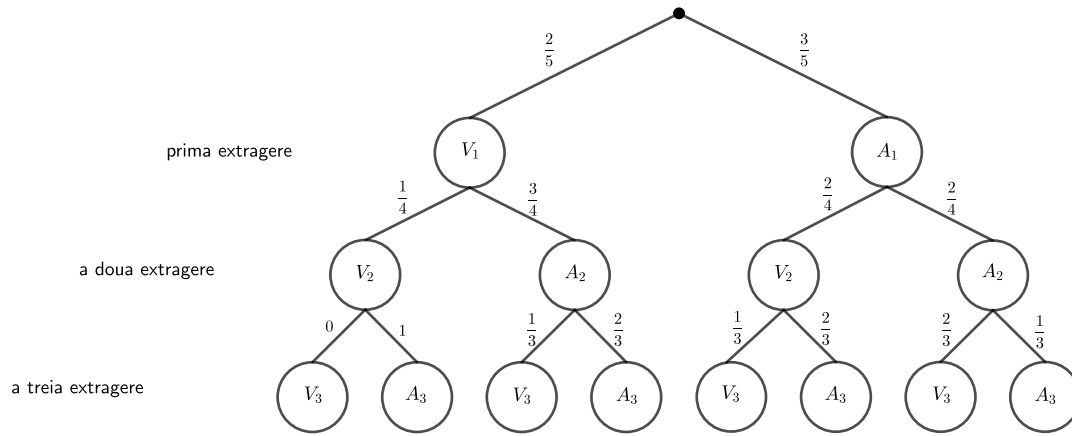 2/5 3/5
prima extragere V₁ A₁
1/4 3/4 2/4 2/4
a doua extragere V₂ A₂ V₂ A₂
0 1 1/3 2/3 1/3 2/3 2/3 1/3
a treia extragere V₃ A₃ V₃ A₃ V₃ A₃ V₃ A₃